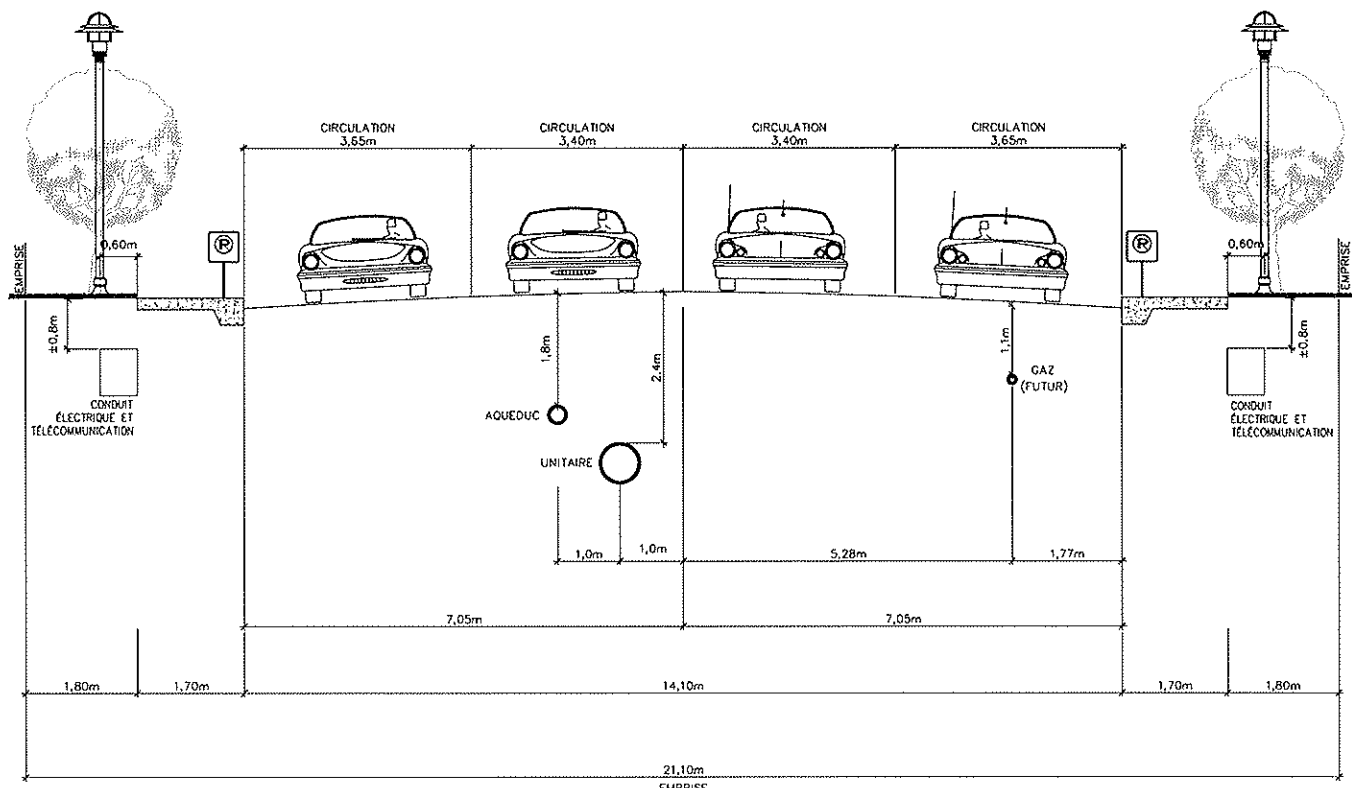 CIRCULATION
3,65m
CIRCULATION
3,40m
CIRCULATION
3,40m
CIRCULATION
3,65m
0,60m
P
P
0,60m
EMPRISE
EMPRISE
±0,8m
1,8m
2.4m
1,1m
±0,8m
GAZ
(FUTUR)
CONDUIT
ÉLECTRIQUE ET
TÉLÉCOMMUNICATION
AQUEDUC
CONDUIT
ÉLECTRIQUE ET
TÉLÉCOMMUNICATION
UNITAIRE
1,0m
1,0m
5,28m
1,77m
7,05m
7,05m
1,80m
1,70m
14,10m
1,70m
1,80m
21,10m
EMPRISE